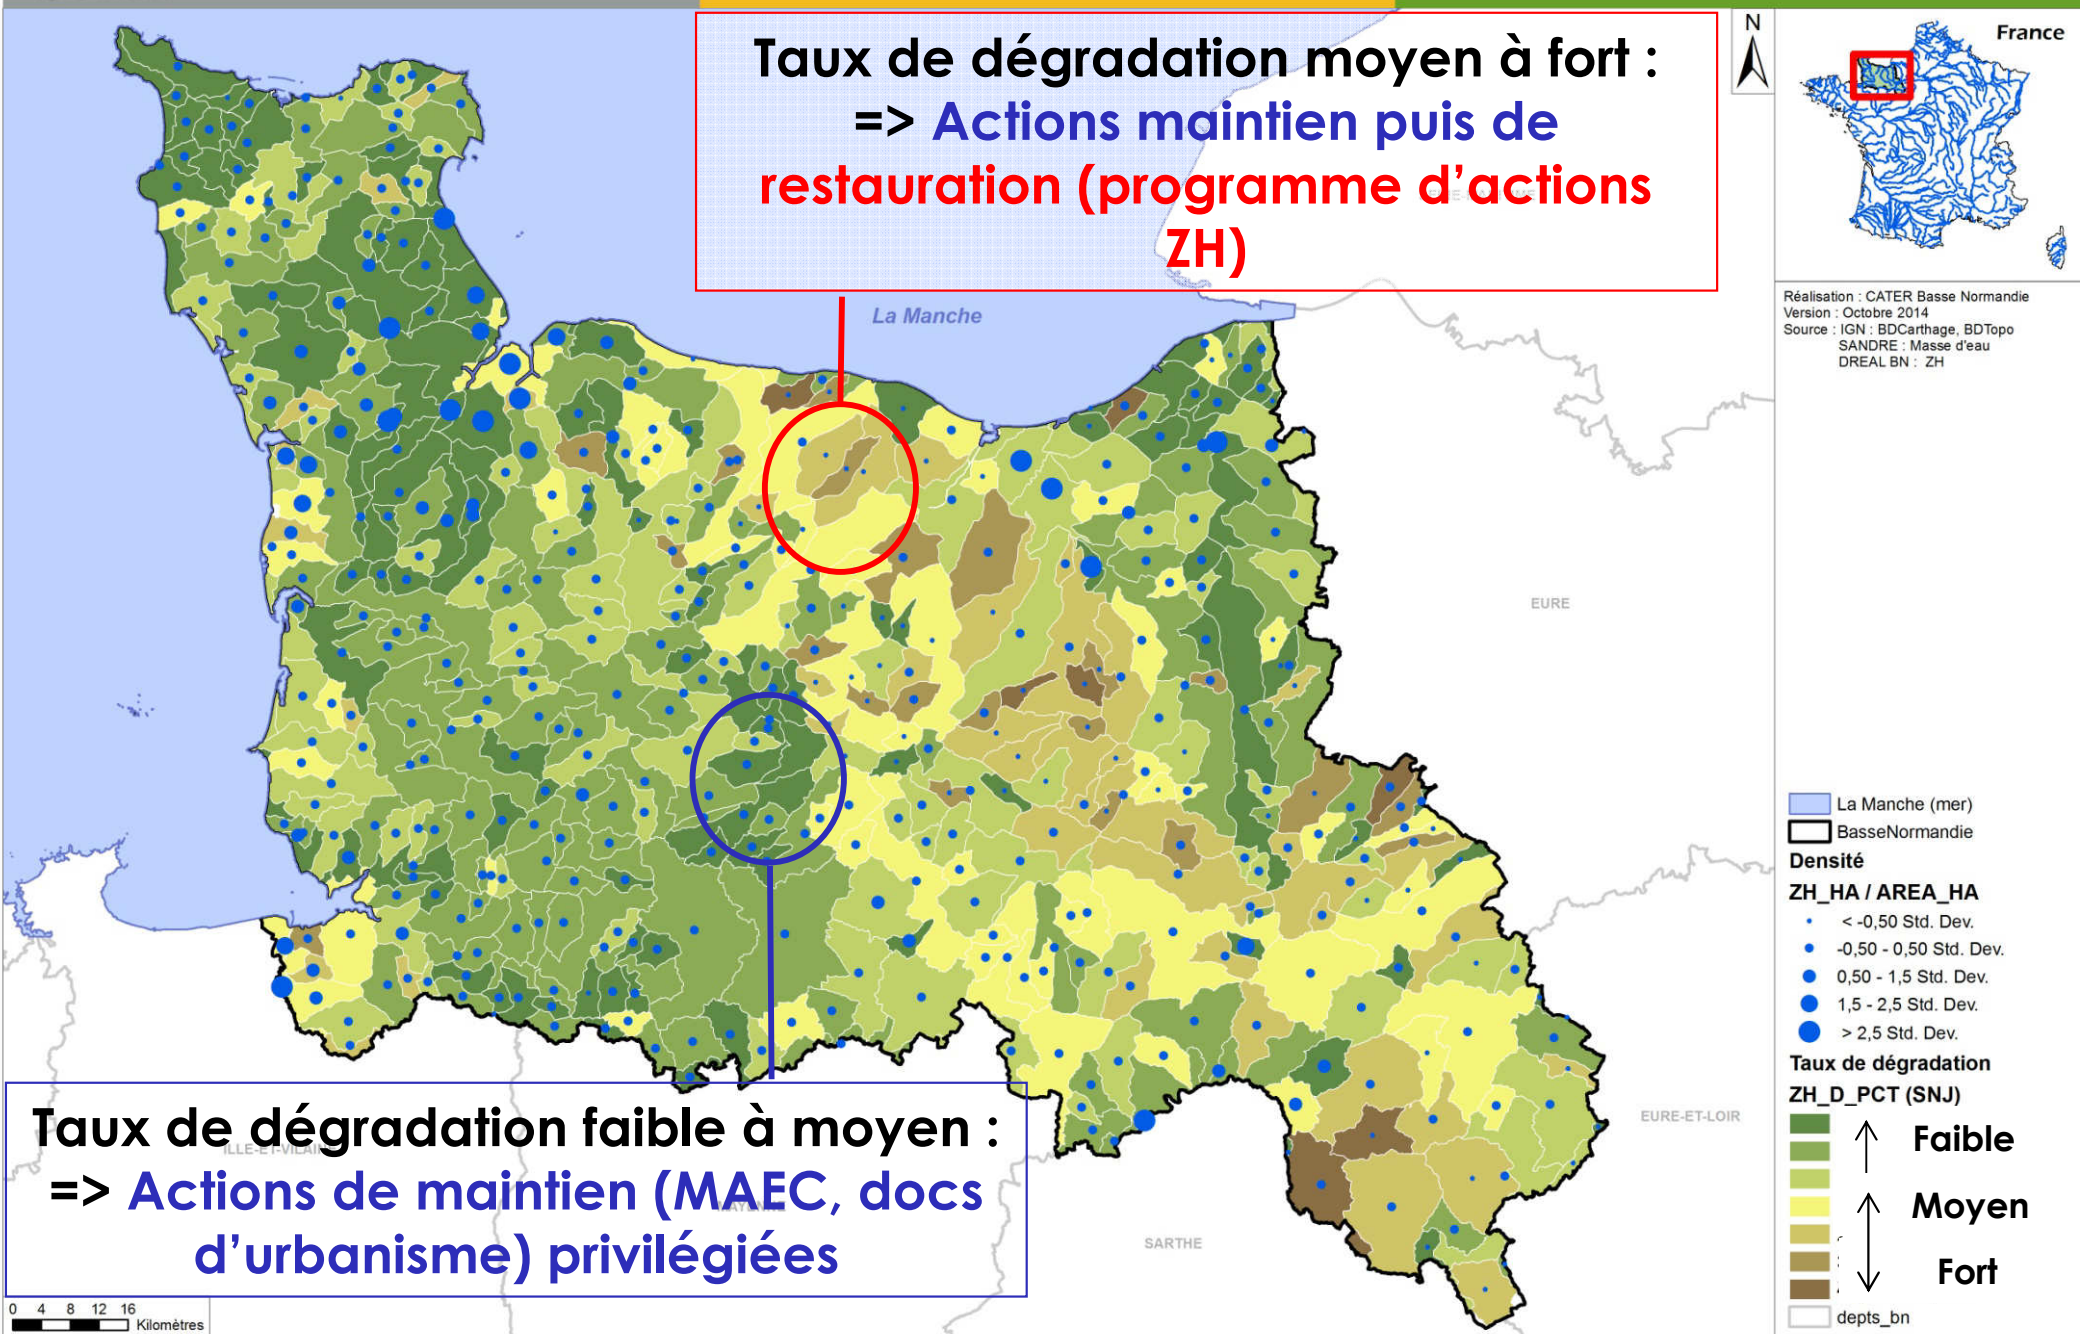 Taux de dégradation moyen à fort :
=> Actions maintien puis de
restauration (programme d'actions
ZH)
N
France
Réalisation : CATER Basse Normandie
Version : Octobre 2014
Source : IGN : BDCarthage, BDTopo
SANDRE : Masse d'eau
DREAL BN : ZH
La Manche
EURE
EURE-ET-LOIR
SARTHE
MAYENNE
ILLE-ET-VILAIN
Taux de dégradation faible à moyen :
=> Actions de maintien (MAEC, docs
d'urbanisme) privilégiées
0 4 8 12 16
Kilomètres
La Manche (mer)
BasseNormandie
Densité
ZH_HA / AREA_HA
< -0,50 Std. Dev.
-0,50 - 0,50 Std. Dev.
0,50 - 1,5 Std. Dev.
1,5 - 2,5 Std. Dev.
> 2,5 Std. Dev.
Taux de dégradation
ZH_D_PCT (SNJ)
Faible
Moyen
Fort
depts_bn